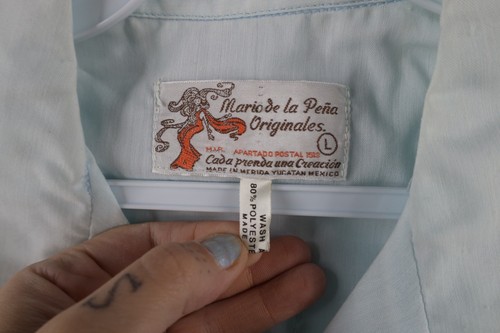 Mario de la Peña
Originales.
L
M.R. APARTADO POSTAL
Cada prenda una Creación
MADE IN MERIDA YUCATAN MEXICO
WASH
80% POLYESTE
MADE
S